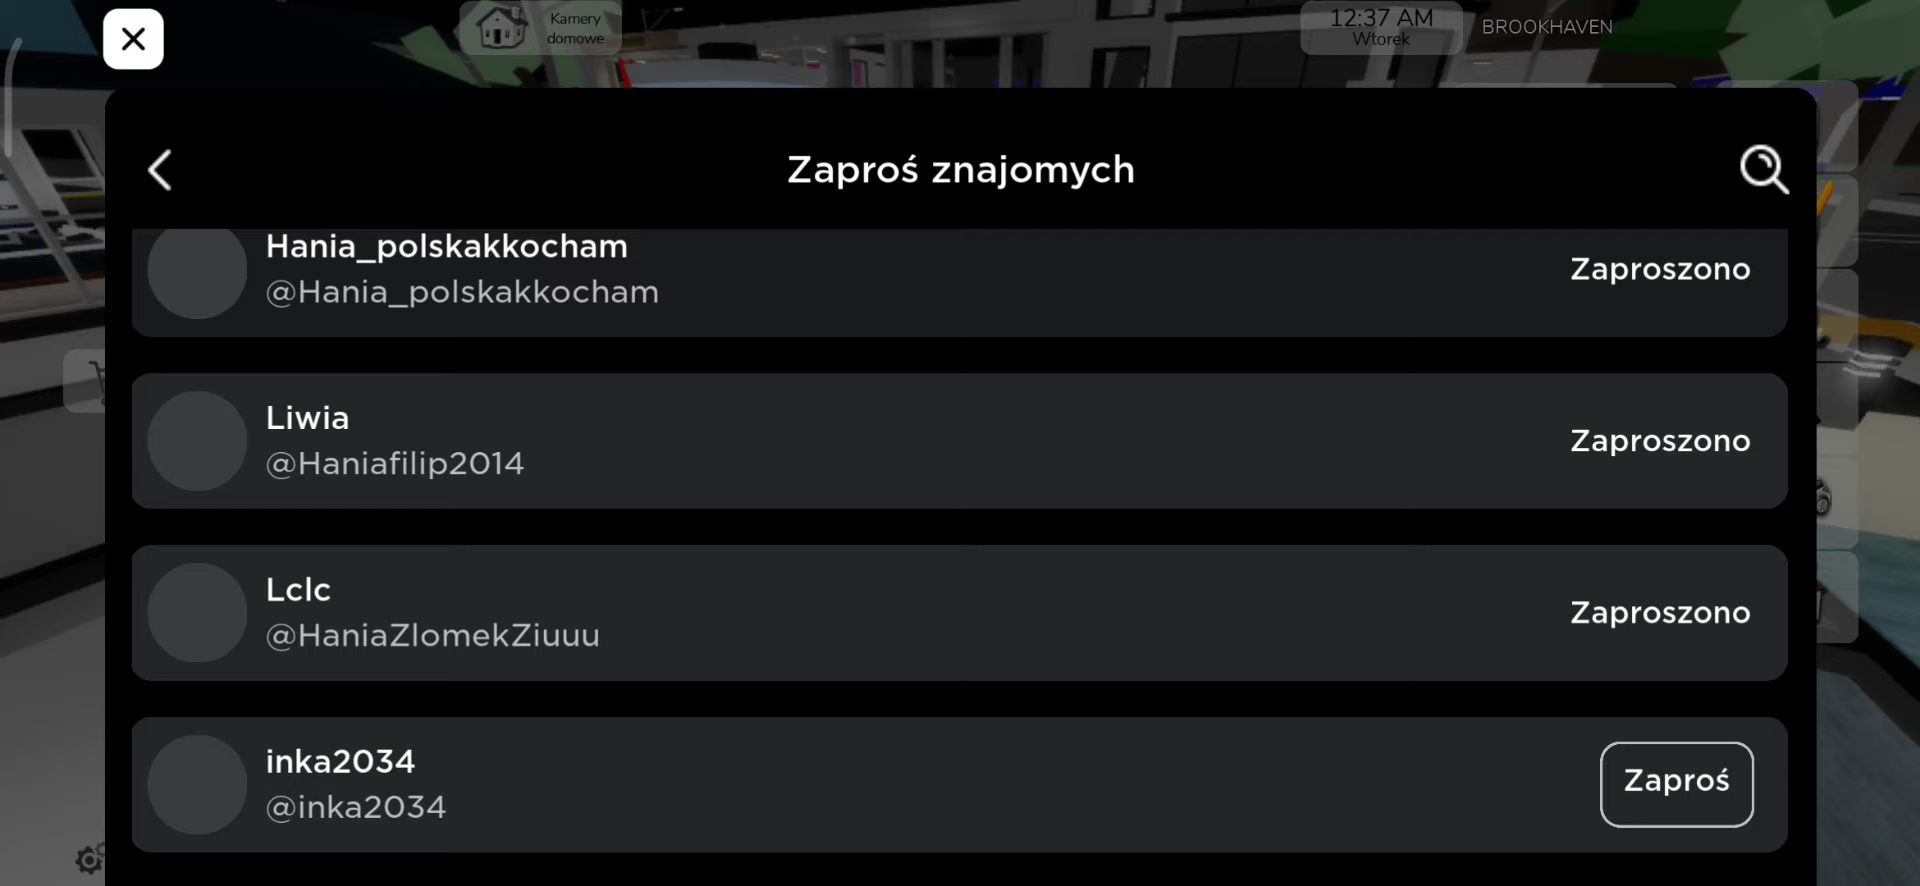 Kamery
domowe
12:37 AM
Wtorek
BROOKHAVEN
Zaproś znajomych
Hania_polskakkocham
@Hania_polskakkocham
Zaproszono
Liwia
@Haniafilip2014
Zaproszono
Lclc
@HaniaZlomekZiuuu
Zaproszono
inka2034
@inka2034
Zaproś